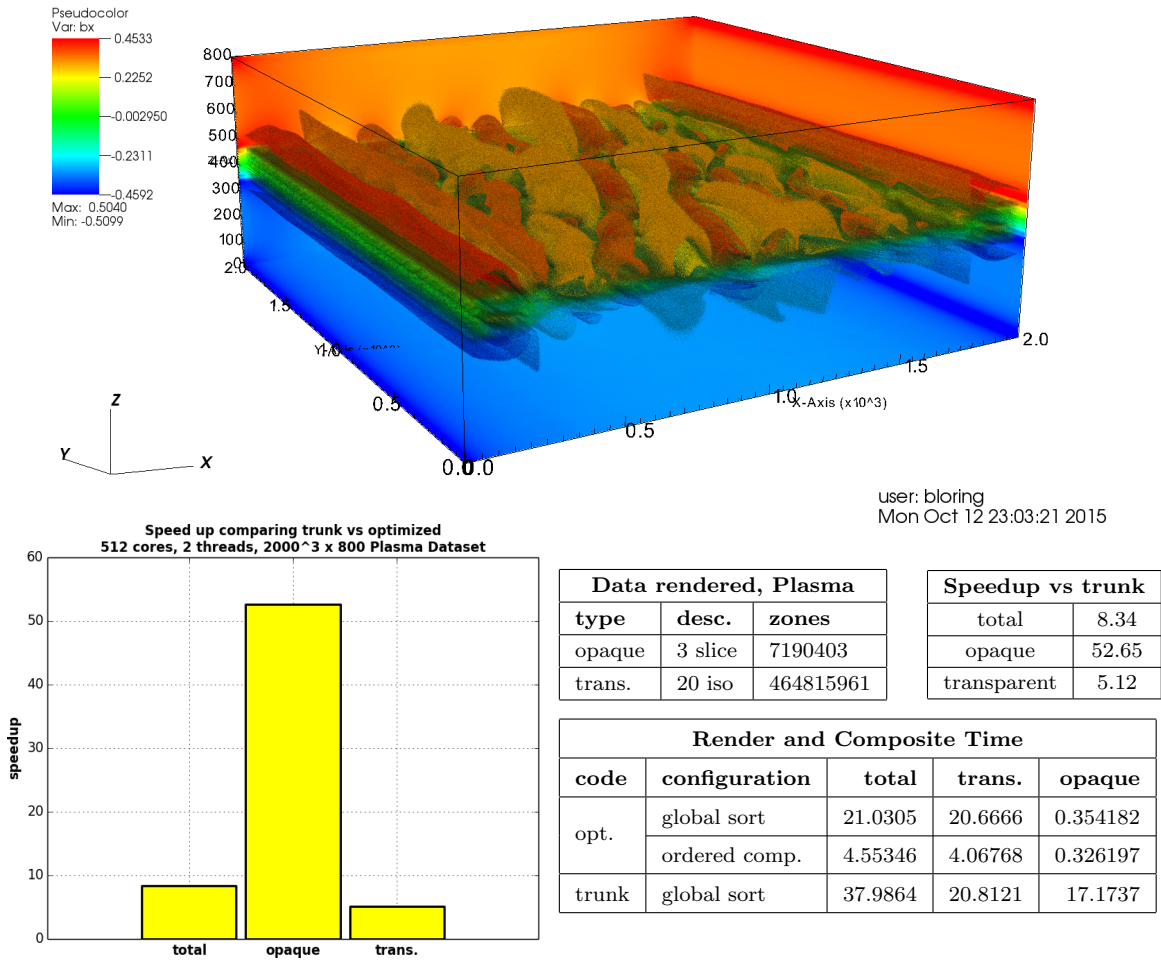 Pseudocolor
Var: bx
0.4533
0.2252
-0.002950
-0.2311
-0.4592
Max: 0.5040
Min: -0.5099
800
700
600
500
400
300
200
100
0
2.0
1.5
1.0
0.5
0.0
0.0
0.5
1.0
X-Axis (x10^3)
1.5
2.0
Z
Y
X
user: bloring
Mon Oct 12 23:03:21 2015
Speed up comparing trunk vs optimized
512 cores, 2 threads, 2000^3 x 800 Plasma Dataset
speedup
60
50
40
30
20
10
0
total opaque trans.
Data rendered, Plasma
type desc. zones
opaque 3 slice 7190403
trans. 20 iso 464815961
Speedup vs trunk
total 8.34
opaque 52.65
transparent 5.12
Render and Composite Time
code configuration total trans. opaque
opt. global sort 21.0305 20.6666 0.354182
ordered comp. 4.55346 4.06768 0.326197
trunk global sort 37.9864 20.8121 17.1737